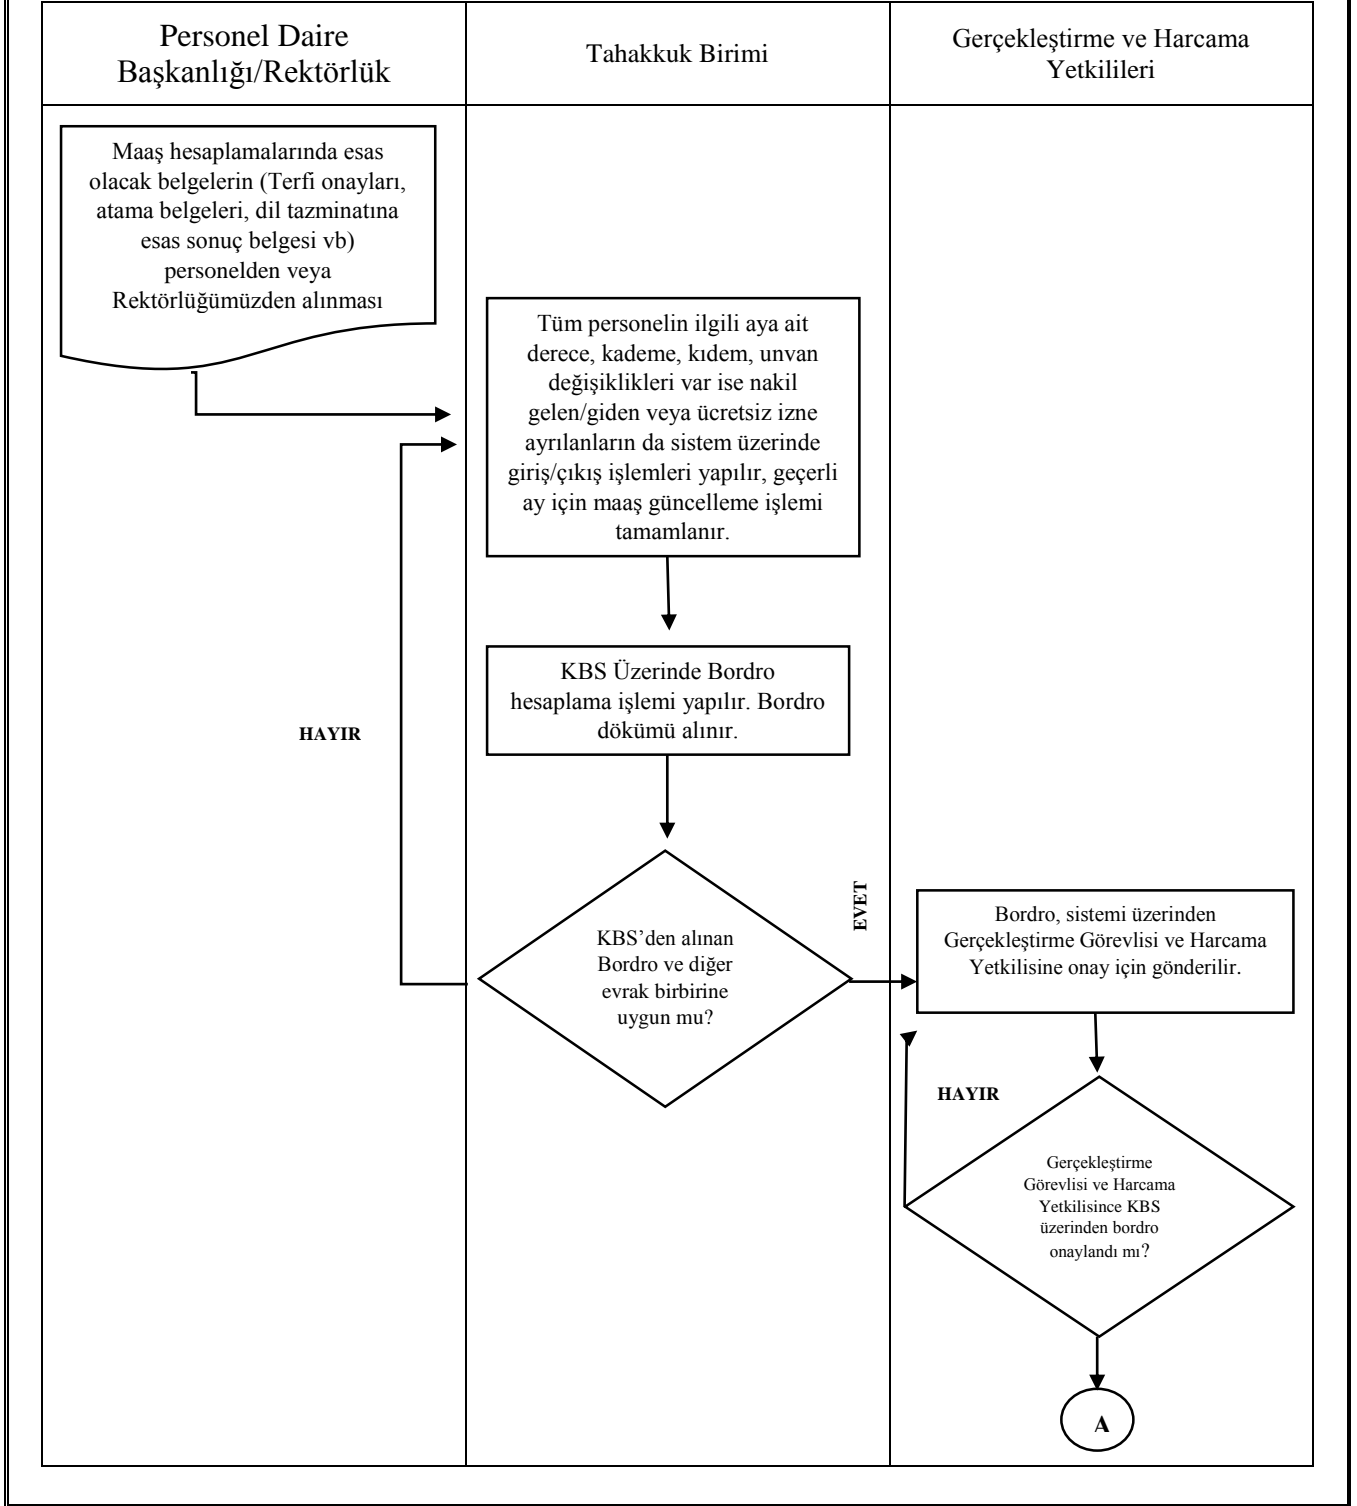 Personel Daire
Başkanlığı/Rektörlük
Tahakkuk Birimi
Gerçekleştirme ve Harcama
Yetkilileri
Maaş hesaplamalarında esas
olacak belgelerin (Terfi onayları,
atama belgeleri, dil tazminatına
esas sonuç belgesi vb)
personelden veya
Rektörlüğümüzden alınması
Tüm personelin ilgili aya ait
derece, kademe, kıdem, unvan
değişiklikleri var ise nakil
gelen/giden veya ücretsiz izne
ayrılanların da sistem üzerinde
giriş/çıkış işlemleri yapılır, geçerli
ay için maaş güncelleme işlemi
tamamlanır.
KBS Üzerinde Bordro
hesaplama işlemi yapılır. Bordro
dökümü alınır.
HAYIR
KBS’den alınan
Bordro ve diğer
evrak birbirine
uygun mu?
EVET
Bordro, sistemi üzerinden
Gerçekleştirme Görevlisi ve Harcama
Yetkilisine onay için gönderilir.
HAYIR
Gerçekleştirme
Görevlisi ve Harcama
Yetkilisince KBS
üzerinden bordro
onaylandı mı?
A